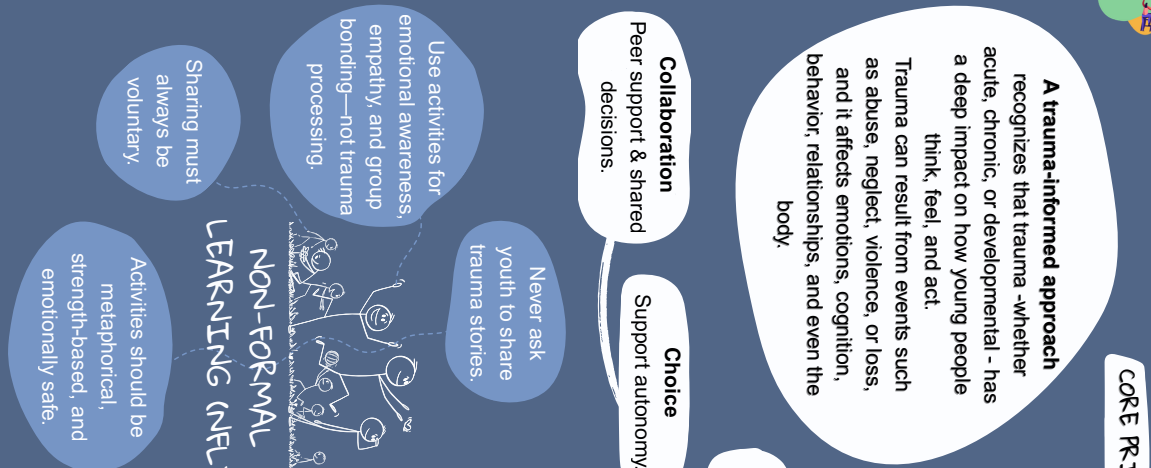 A trauma-informed approach
recognizes that trauma -whether
acute, chronic, or developmental - has
a deep impact on how young people
think, feel, and act.
Trauma can result from events such
as abuse, neglect, violence, or loss,
and it affects emotions, cognition,
behavior, relationships, and even the
body.
CORE PRI
Collaboration
Peer support & shared
decisions.
Choice
Support autonomy.
Never ask
youth to share
trauma stories.
Use activities for
emotional awareness,
empathy, and group
bonding—not trauma
processing.
Sharing must
always be
voluntary.
NON-FORMAL
LEARNING (NFL)
Activities should be
metaphorical,
strength-based, and
emotionally safe.